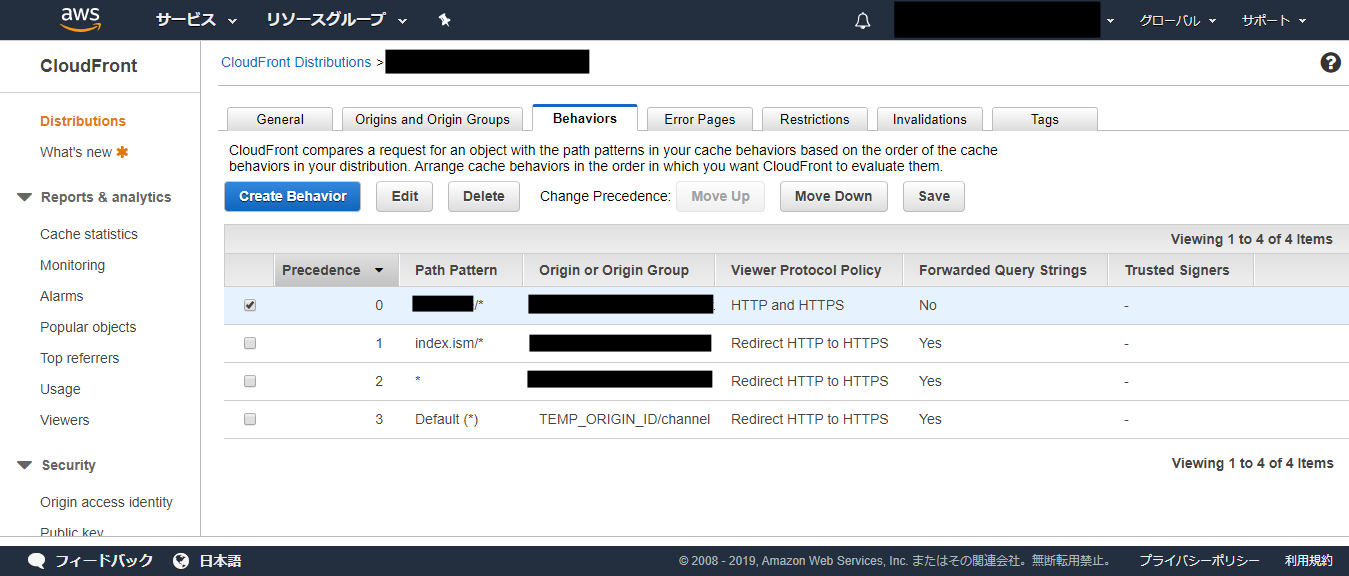 aws サービス リソースグループ グローバル サポート
CloudFront
CloudFront Distributions >
Distributions
What's new
Reports & analytics
Cache statistics
Monitoring
Alarms
Popular objects
Top referrers
Usage
Viewers
Security
Origin access identity
Public key
General Origins and Origin Groups Behaviors Error Pages Restrictions Invalidations Tags
CloudFront compares a request for an object with the path patterns in your cache behaviors based on the order of the cache
behaviors in your distribution. Arrange cache behaviors in the order in which you want CloudFront to evaluate them.
Create Behavior Edit Delete Change Precedence: Move Up Move Down Save
Viewing 1 to 4 of 4 Items
Precedence Path Pattern Origin or Origin Group Viewer Protocol Policy Forwarded Query Strings Trusted Signers
0 /* HTTP and HTTPS No -
1 index.ism/* Redirect HTTP to HTTPS Yes -
2 * Redirect HTTP to HTTPS Yes -
3 Default (*) TEMP_ORIGIN_ID/channel Redirect HTTP to HTTPS Yes -
Viewing 1 to 4 of 4 Items
フィードバック 日本語 © 2008 - 2019, Amazon Web Services, Inc. またはその関連会社。無断転用禁止。 プライバシーポリシー 利用規約